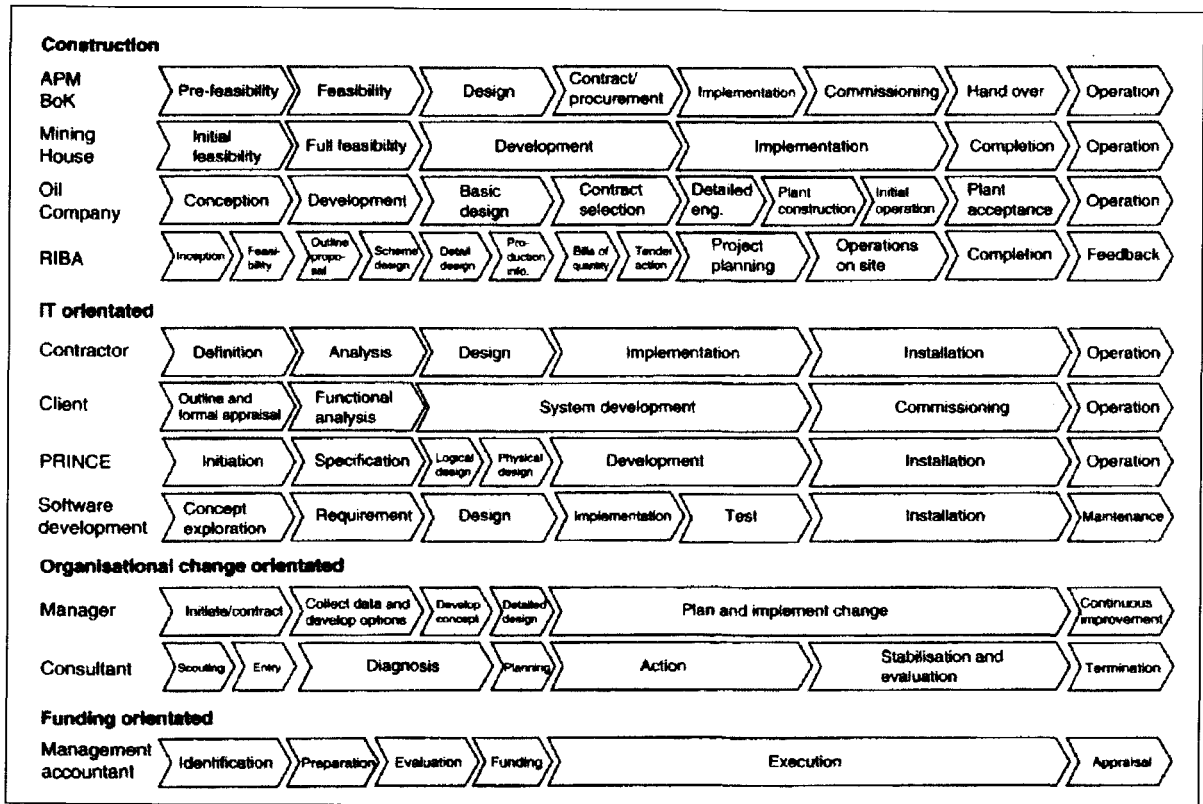 Construction
APM
BoK
Pre-feasibility
Feasibility
Design
Contract/
procurement
Implementation
Commissioning
Hand over
Operation
Mining
House
Initial
feasibility
Full feasibility
Development
Implementation
Completion
Operation
Oil
Company
Conception
Development
Basic
design
Contract
selection
Detailed
eng.
Plant
construction
Initial
operation
Plant
acceptance
Operation
RIBA
Inception
Feasi-
bility
Outline
propo-
sal
Scheme
design
Detail
design
Pro-
duction
info.
Bills of
quantity
Tender
action
Project
planning
Operations
on site
Completion
Feedback
IT orientated
Contractor
Definition
Analysis
Design
Implementation
Installation
Operation
Client
Outline and
formal appraisal
Functional
analysis
System development
Commissioning
Operation
PRINCE
Initiation
Specification
Logical
design
Physical
design
Development
Installation
Operation
Software
development
Concept
exploration
Requirement
Design
Implementation
Test
Installation
Maintenance
Organisational change orientated
Manager
Initiate/contract
Collect data and
develop options
Develop
concept
Detailed
design
Plan and implement change
Continuous
improvement
Consultant
Scouting
Entry
Diagnosis
Planning
Action
Stabilisation and
evaluation
Termination
Funding orientated
Management
accountant
Identification
Preparation
Evaluation
Funding
Execution
Appraisal